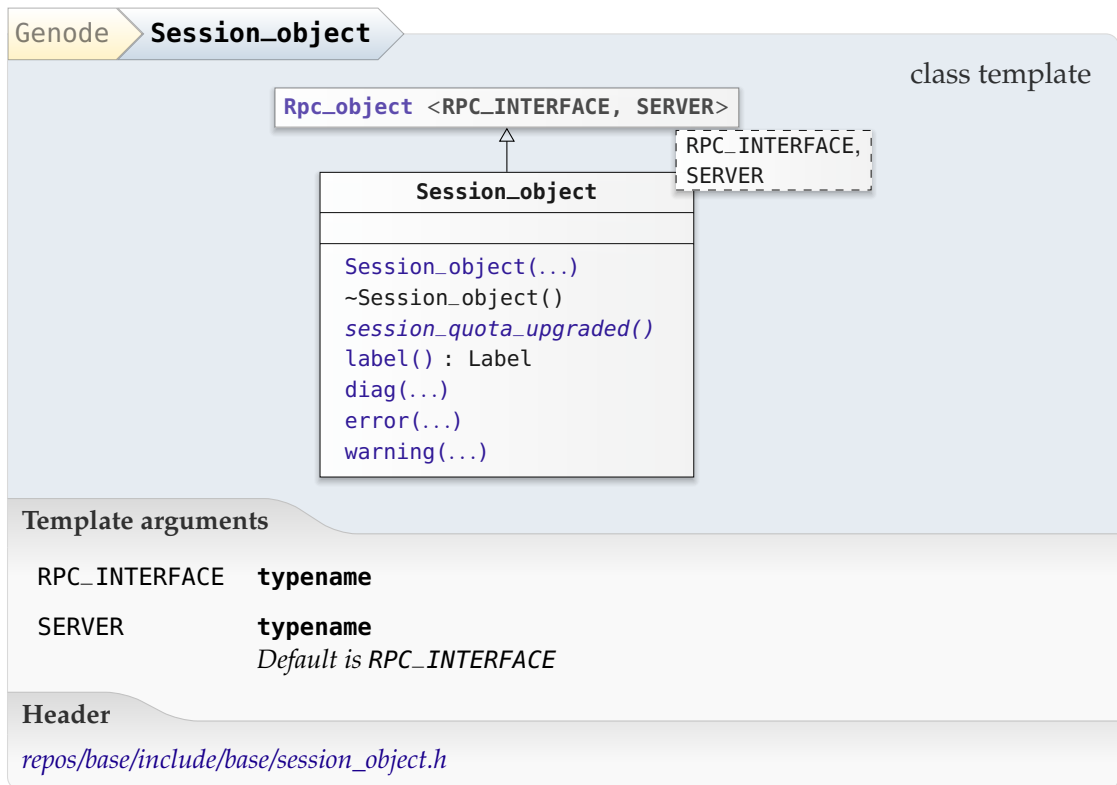 Genode Session_object
class template
Rpc_object <RPC_INTERFACE, SERVER>
RPC_INTERFACE,
SERVER
Session_object
Session_object(...)
~Session_object()
session_quota_upgraded()
label() : Label
diag(...)
error(...)
warning(...)
Template arguments
RPC_INTERFACE typename
SERVER typename
Default is RPC_INTERFACE
Header
repos/base/include/base/session_object.h